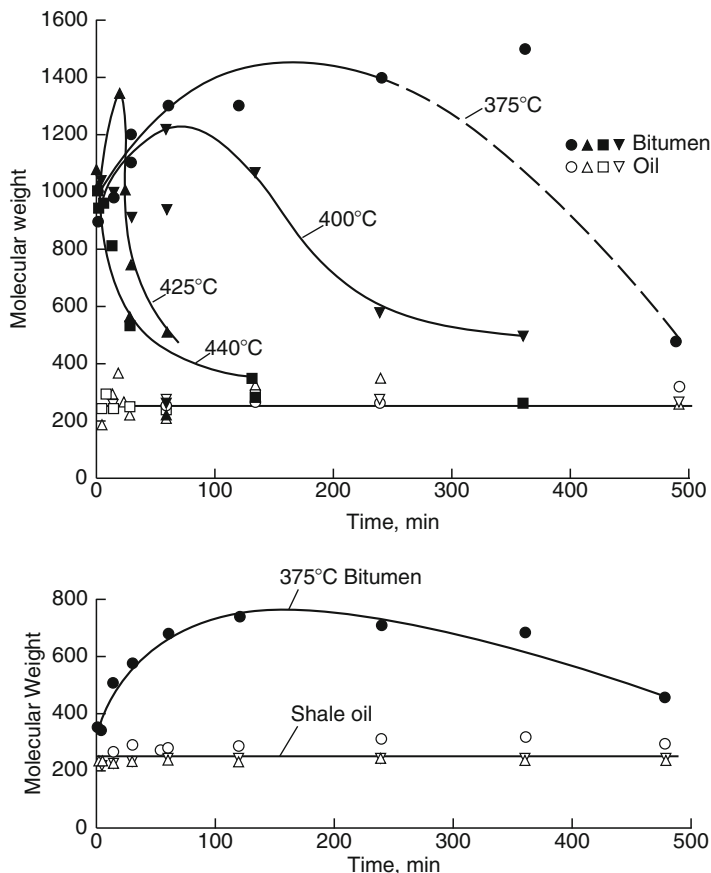 1600
1400
1200
1000
800
600
400
200
0
Molecular weight
375°C
● ▲ ■ ▼ Bitumen
○ △ □ ▽ Oil
400°C
425°C
440°C
0 100 200 300 400 500
Time, min
375°C Bitumen
800
600
400
200
0
Molecular Weight
Shale oil
0 100 200 300 400 500
Time, min